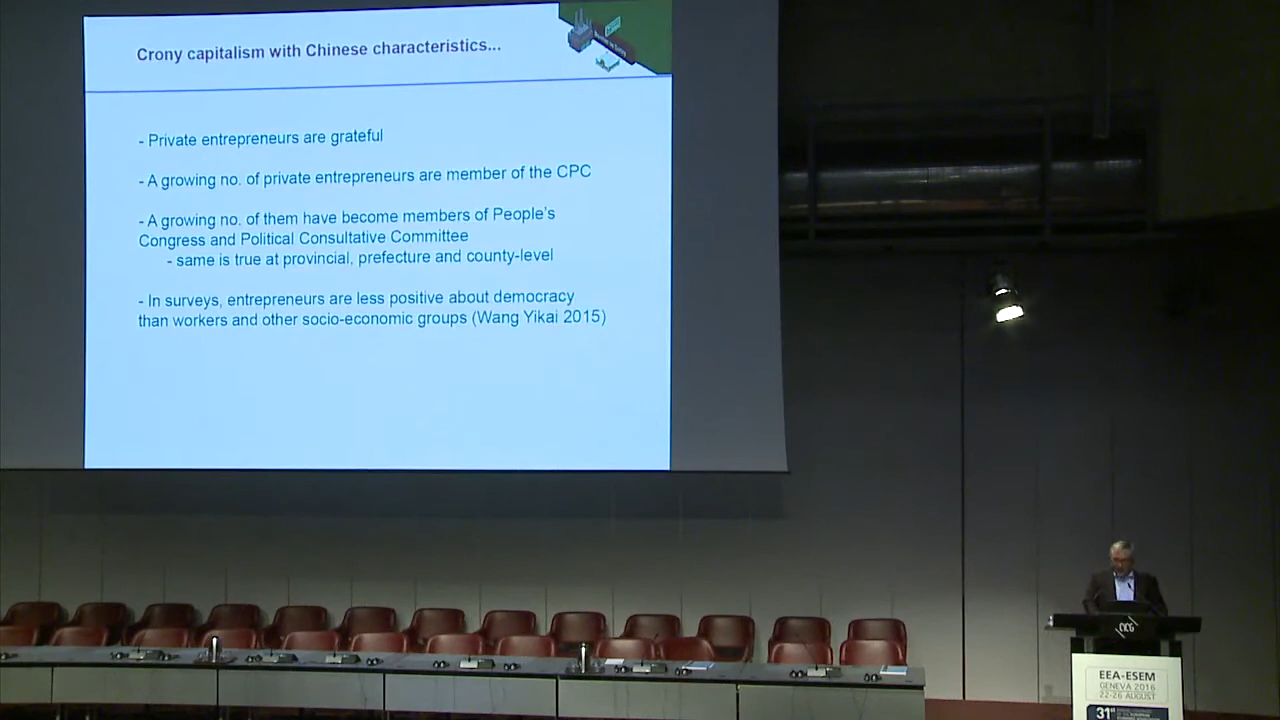 Crony capitalism with Chinese characteristics...
- Private entrepreneurs are grateful
- A growing no. of private entrepreneurs are member of the CPC
- A growing no. of them have become members of People's
Congress and Political Consultative Committee
- same is true at provincial, prefecture and county-level
- In surveys, entrepreneurs are less positive about democracy
than workers and other socio-economic groups (Wang Yikai 2015)
CICG
EEA-ESEM
GENEVA 2016
22-26 AUGUST
31st